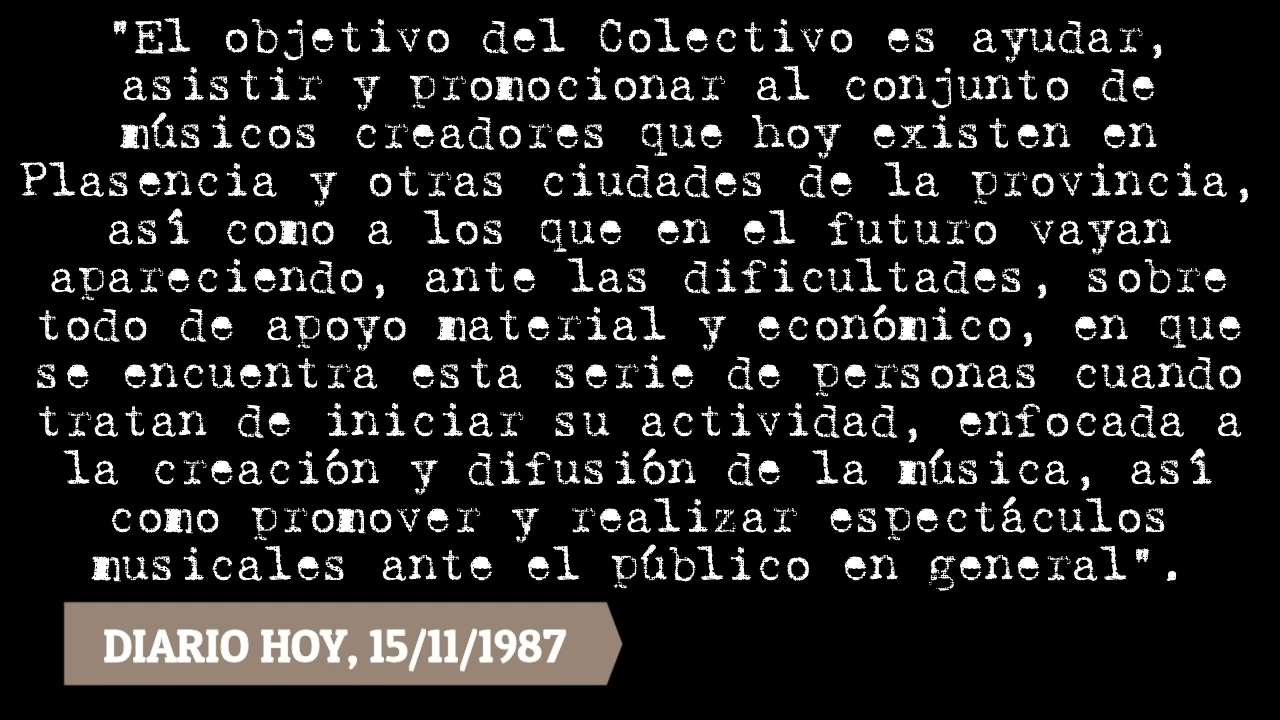 "El objetivo del Colectivo es ayudar,
asistir y promocionar al conjunto de
músicos creadores que hoy existen en
Plasencia y otras ciudades de la provincia,
así como a los que en el futuro vayan
apareciendo, ante las dificultades, sobre
todo de apoyo material y económico, en que
se encuentra esta serie de personas cuando
tratan de iniciar su actividad, enfocada a
la creación y difusión de la música, así
como promover y realizar espectáculos
musicales ante el público en general".
DIARIO HOY, 15/11/1987